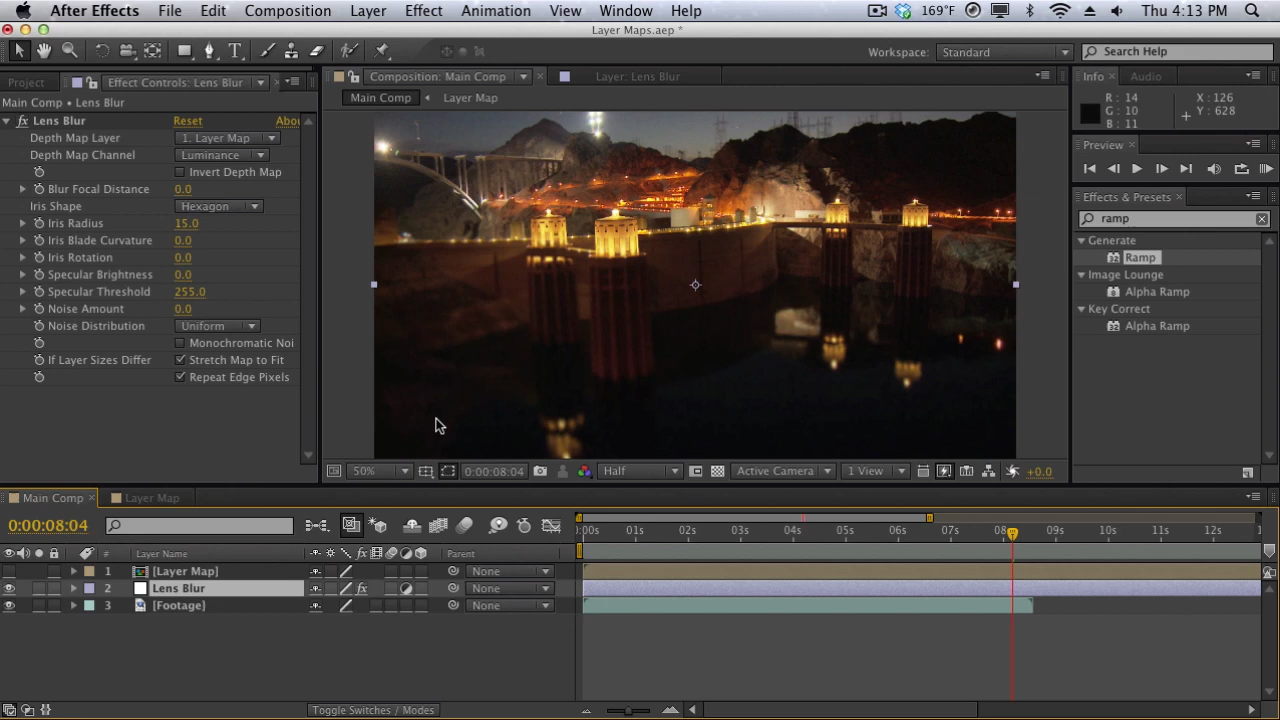 After Effects File Edit Composition Layer Effect Animation View Window Help 169°F Thu 4:13 PM
Layer Maps.aep *
Workspace: Standard Search Help
Project Effect Controls: Lens Blur Composition: Main Comp Layer: Lens Blur Info Audio
Main Comp • Lens Blur Main Comp Layer Map
R : 14 X : 126
G : 10 Y : 628
B : 11
fx Lens Blur Reset Abou
Depth Map Layer 1. Layer Map
Depth Map Channel Luminance
Invert Depth Map
Blur Focal Distance 0.0
Iris Shape Hexagon
Iris Radius 15.0
Iris Blade Curvature 0.0
Iris Rotation 0.0
Specular Brightness 0.0
Specular Threshold 255.0
Noise Amount 0.0
Noise Distribution Uniform
Monochromatic Noi
If Layer Sizes Differ Stretch Map to Fit
Repeat Edge Pixels
Preview
Effects & Presets
ramp
Generate
Ramp
Image Lounge
Alpha Ramp
Key Correct
Alpha Ramp
50% 0:00:08:04 Half Active Camera 1 View +0.0
Main Comp Layer Map
0:00:08:04
# Layer Name fx Parent
):00s 01s 02s 03s 04s 05s 06s 07s 08 09s 10s 11s 12s
1 [Layer Map] None
2 Lens Blur fx None
3 [Footage] None
Toggle Switches / Modes